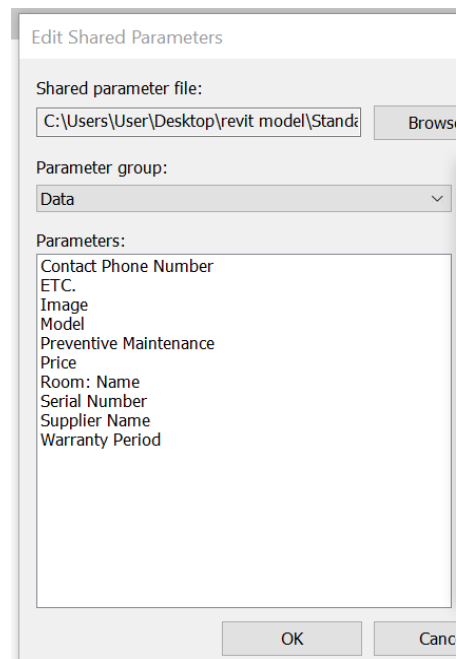 Edit Shared Parameters
Shared parameter file:
C:\Users\User\Desktop\revit model\Standa
Browse
Parameter group:
Data
Parameters:
Contact Phone Number
ETC.
Image
Model
Preventive Maintenance
Price
Room: Name
Serial Number
Supplier Name
Warranty Period
OK
Canc